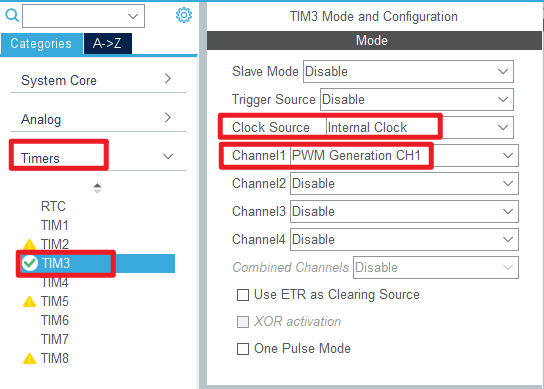 Categories A->Z
System Core
Analog
Timers
RTC
TIM1
TIM2
TIM3
TIM4
TIM5
TIM6
TIM7
TIM8
TIM3 Mode and Configuration
Mode
Slave Mode Disable
Trigger Source Disable
Clock Source Internal Clock
Channel1 PWM Generation CH1
Channel2 Disable
Channel3 Disable
Channel4 Disable
Combined Channels Disable
Use ETR as Clearing Source
XOR activation
One Pulse Mode